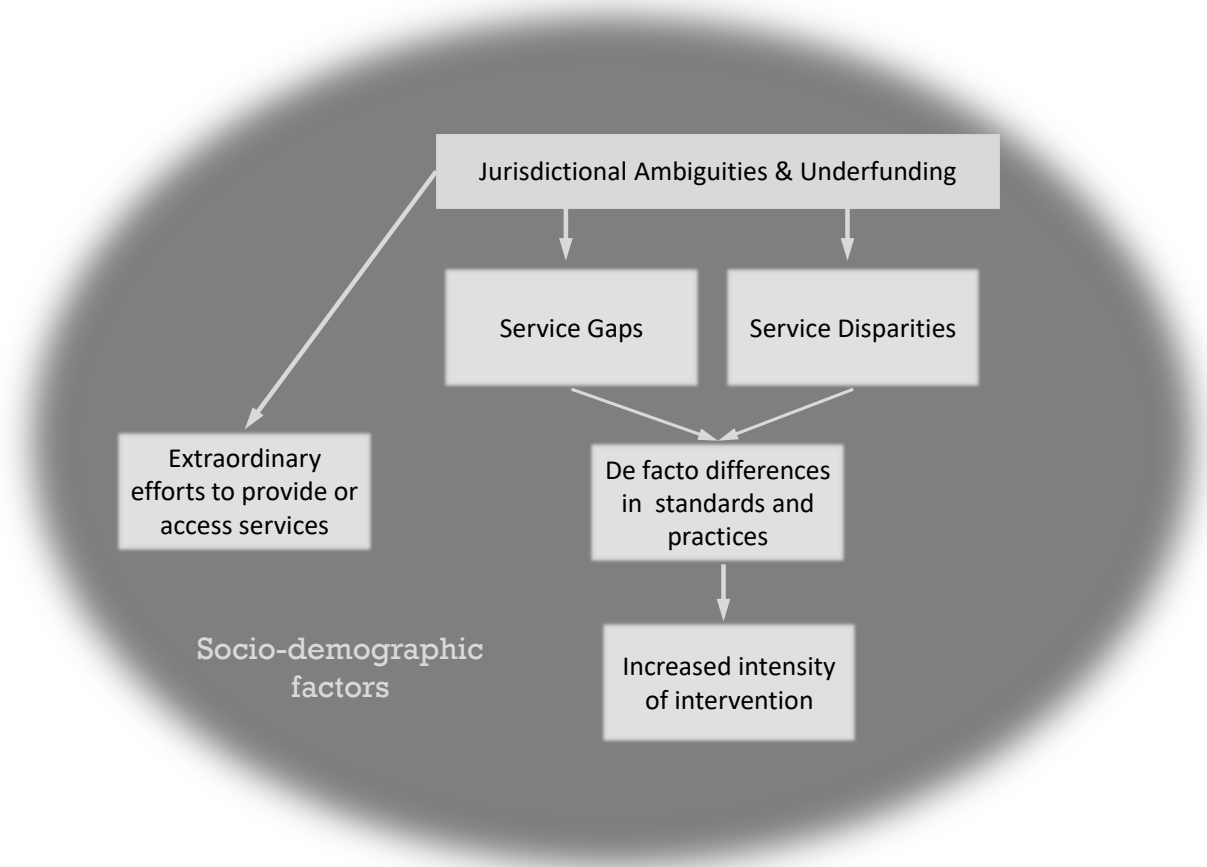 Jurisdictional Ambiguities & Underfunding
Service Gaps
Service Disparities
Extraordinary
efforts to provide or
access services
De facto differences
in standards and
practices
Socio-demographic
factors
Increased intensity
of intervention